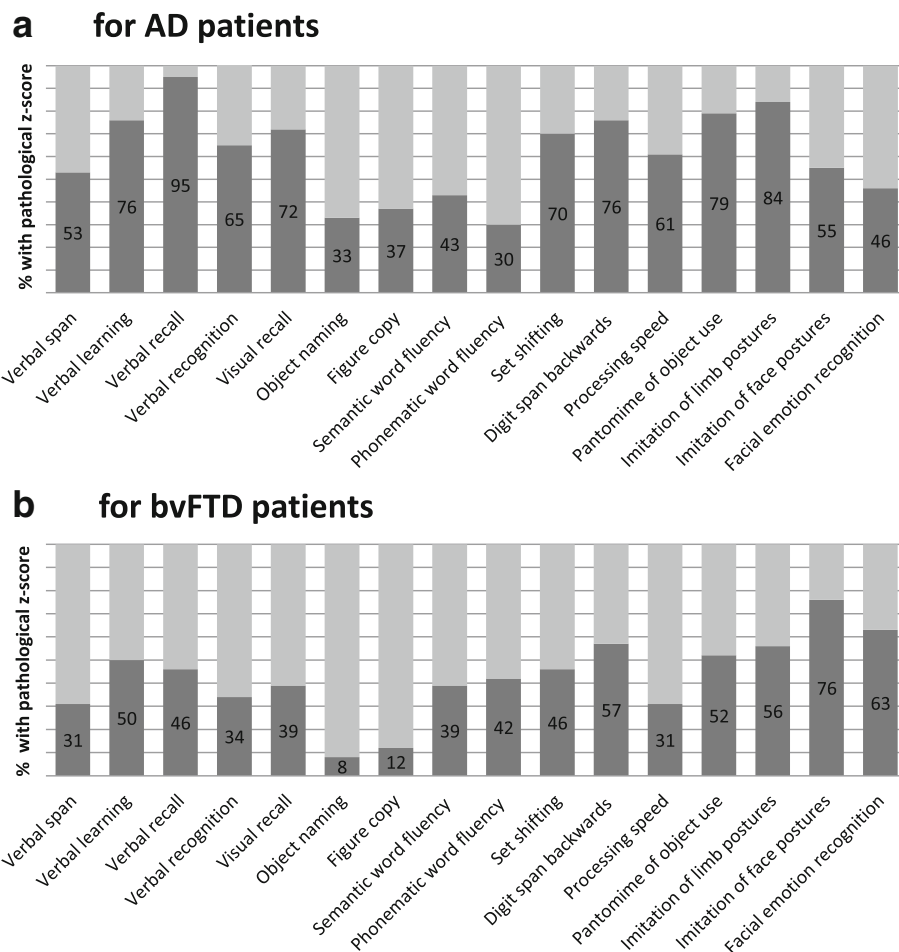 a for AD patients
% with pathological z-score
53 76 95 65 72 33 37 43 30 70 76 61 79 84 55 46
Verbal span
Verbal learning
Verbal recall
Verbal recognition
Visual recall
Object naming
Figure copy
Semantic word fluency
Phonematic word fluency
Set shifting
Digit span backwards
Processing speed
Pantomime of object use
Imitation of limb postures
Imitation of face postures
Facial emotion recognition
b for bvFTD patients
% with pathological z-score
31 50 46 34 39 8 12 39 42 46 57 31 52 56 76 63
Verbal span
Verbal learning
Verbal recall
Verbal recognition
Visual recall
Object naming
Figure copy
Semantic word fluency
Phonematic word fluency
Set shifting
Digit span backwards
Processing speed
Pantomime of object use
Imitation of limb postures
Imitation of face postures
Facial emotion recognition